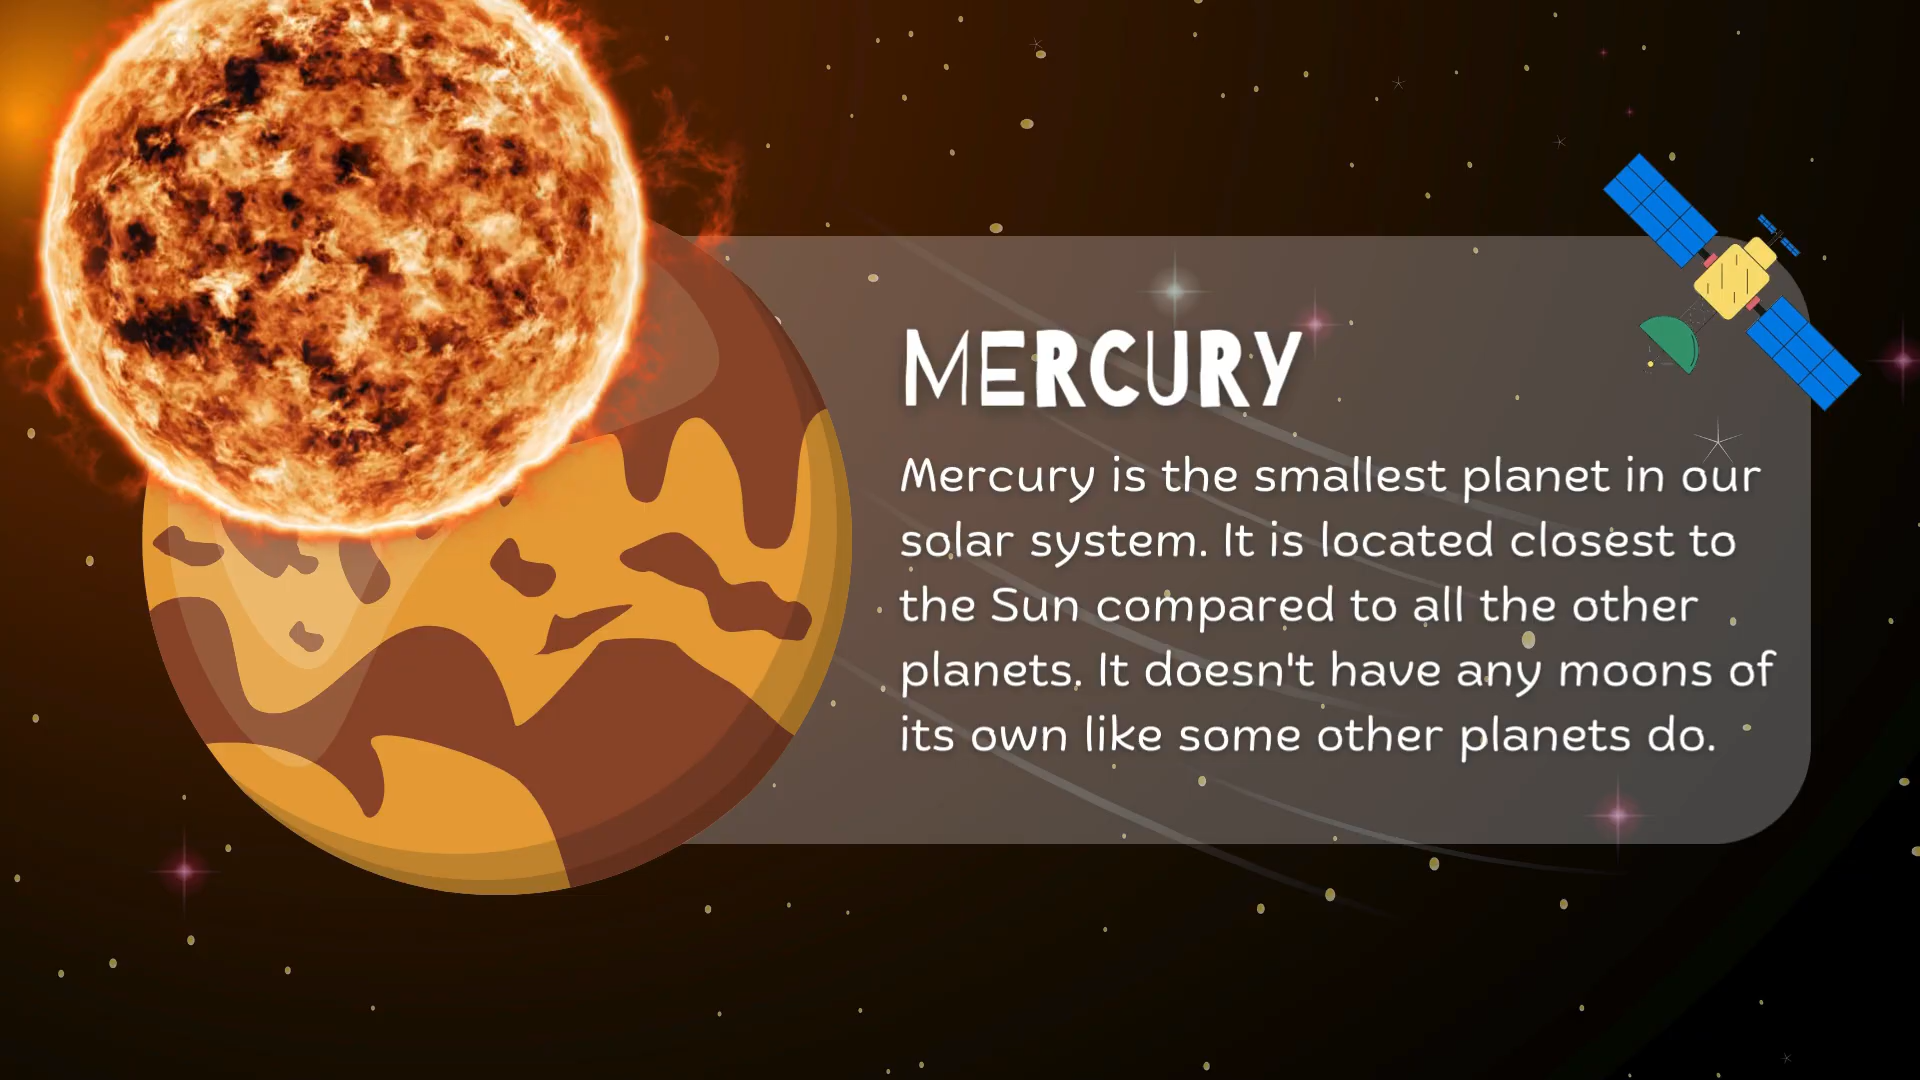 MERCURY
Mercury is the smallest planet in our
solar system. It is located closest to
the Sun compared to all the other
planets. It doesn't have any moons of
its own like some other planets do.